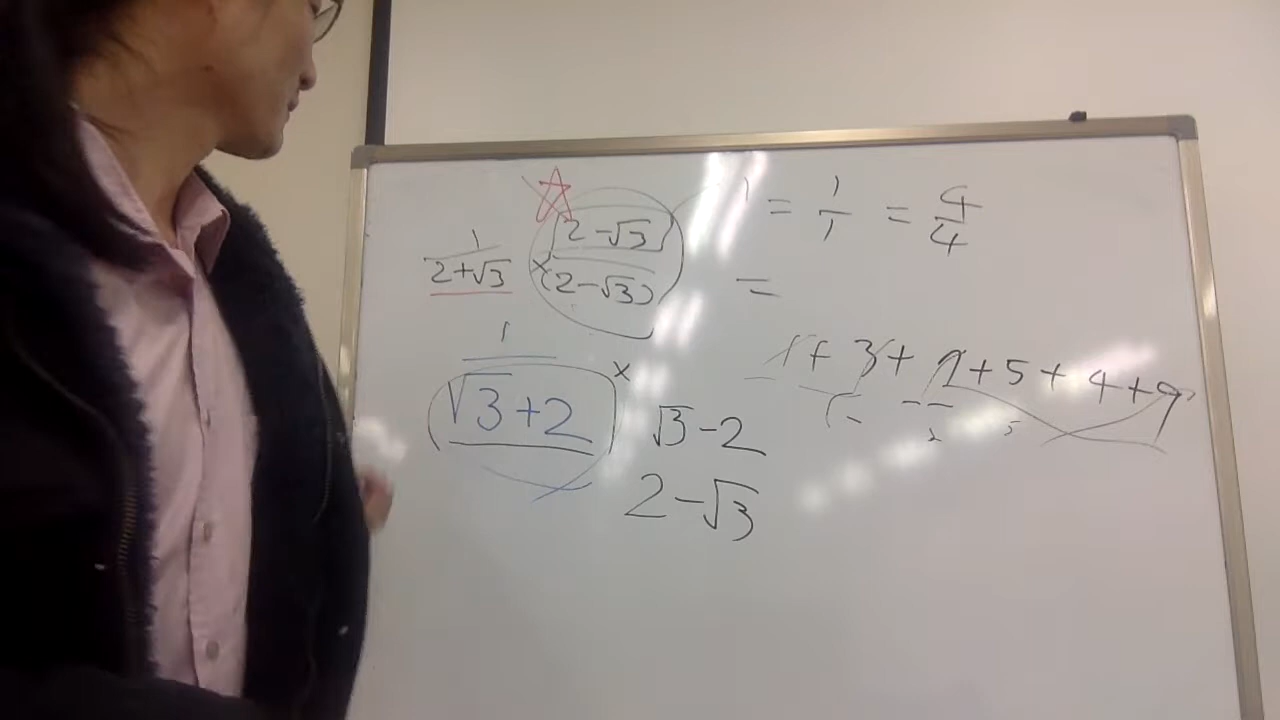 1/(2+√3) × (2-√3)/(2-√3) =
1 = 1/1 = 4/4
1/(√3+2) ×
√3-2
2-√3
1+3+2+5+4+9